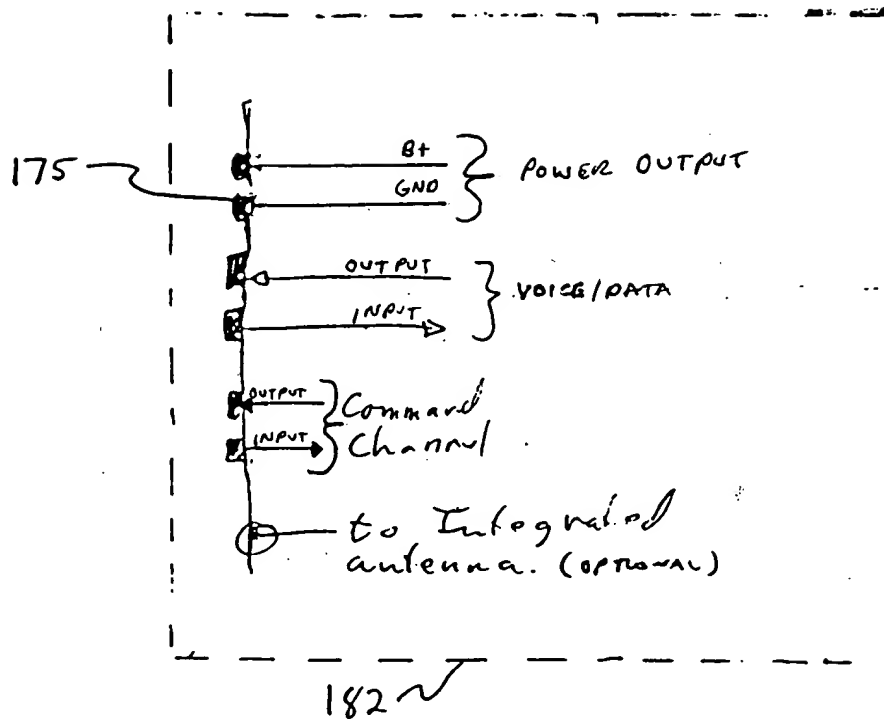 B+
175
POWER OUTPUT
GND
OUTPUT
VOICE/DATA
INPUT
OUTPUT
Command
INPUT
Channel
to Integrated
antenna. (OPTIONAL)
182